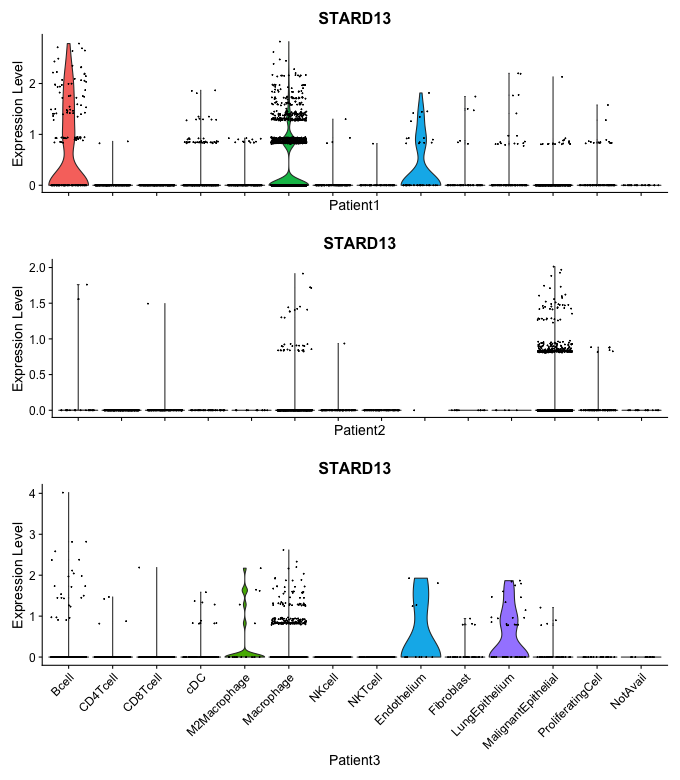 STARD13
Expression Level
2
1
0
Patient1
STARD13
Expression Level
2.0
1.5
1.0
0.5
0.0
Patient2
STARD13
Expression Level
4
3
2
1
0
Bcell
CD4Tcell
CD8Tcell
cDC
M2Macrophage
Macrophage
NKcell
NKTcell
Endothelium
Fibroblast
LungEpithelium
MalignantEpithelial
ProliferatingCell
NotAvail
Patient3